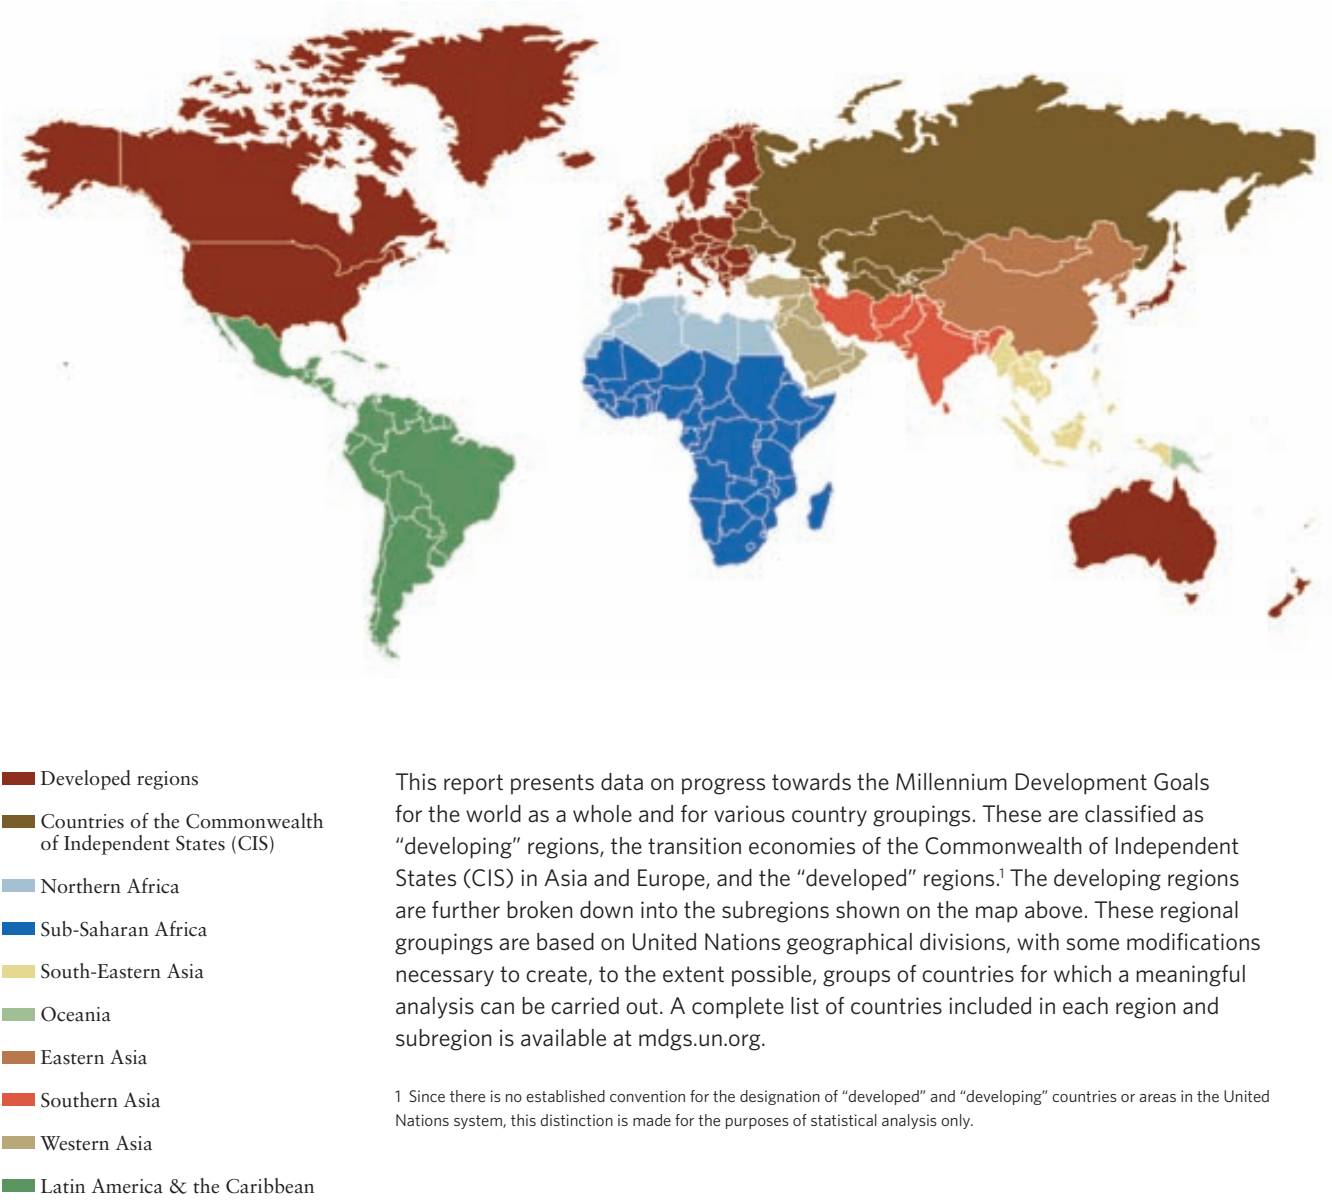 Developed regions
Countries of the Commonwealth
of Independent States (CIS)
Northern Africa
Sub-Saharan Africa
South-Eastern Asia
Oceania
Eastern Asia
Southern Asia
Western Asia
Latin America & the Caribbean
This report presents data on progress towards the Millennium Development Goals
for the world as a whole and for various country groupings. These are classified as
“developing” regions, the transition economies of the Commonwealth of Independent
States (CIS) in Asia and Europe, and the “developed” regions.¹ The developing regions
are further broken down into the subregions shown on the map above. These regional
groupings are based on United Nations geographical divisions, with some modifications
necessary to create, to the extent possible, groups of countries for which a meaningful
analysis can be carried out. A complete list of countries included in each region and
subregion is available at mdgs.un.org.
1 Since there is no established convention for the designation of “developed” and “developing” countries or areas in the United
Nations system, this distinction is made for the purposes of statistical analysis only.